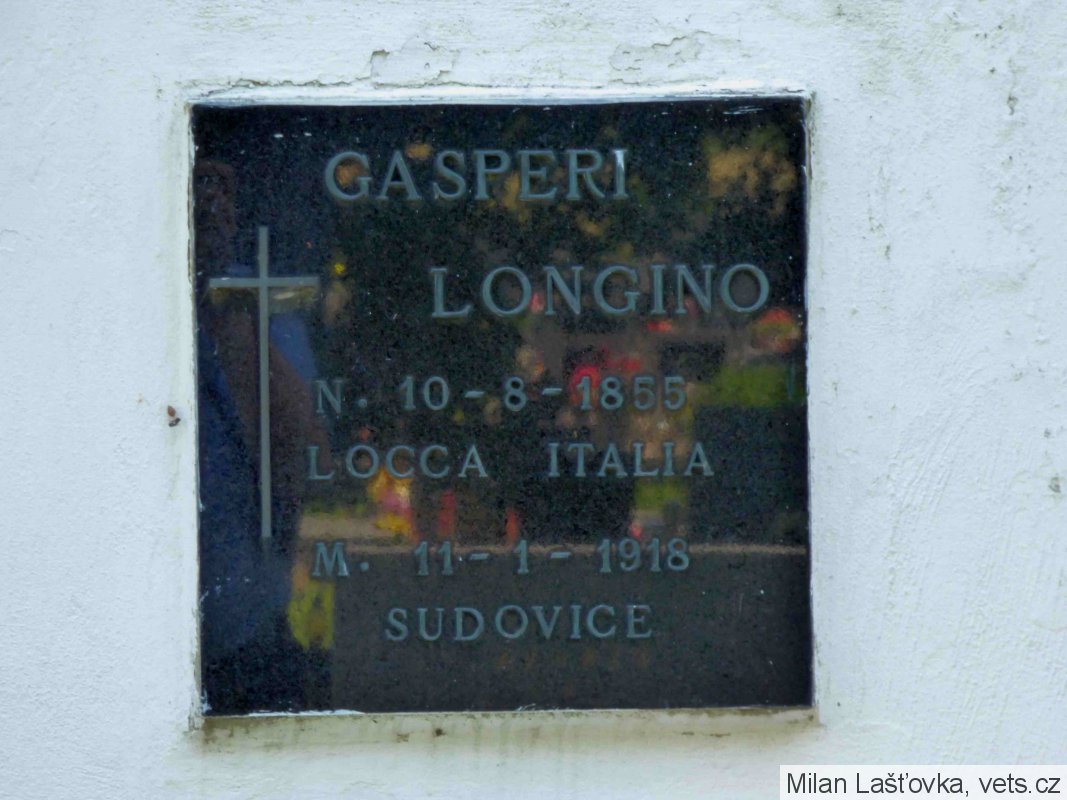 GASPERI
LONGINO
N. 10-8-1855
LOCCA ITALIA
M. 11-1-1918
SUDOVICE
Milan Lašťovka, vets.cz